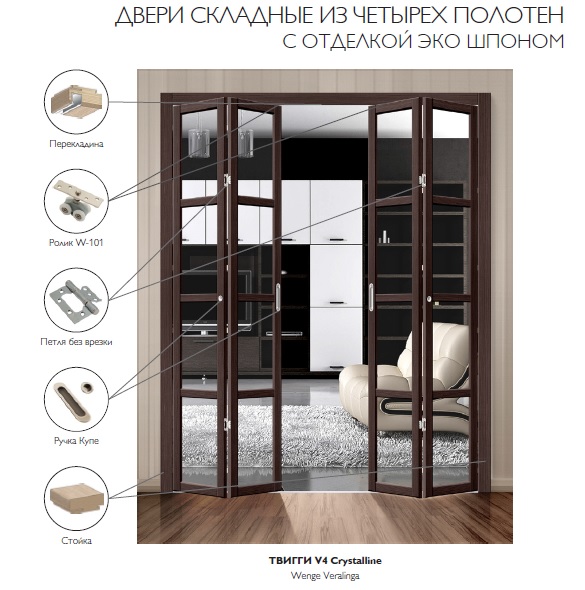 ДВЕРИ СКЛАДНЫЕ ИЗ ЧЕТЫРЕХ ПОЛОТЕН
С ОТДЕЛКОЙ ЭКО ШПОНОМ
Перекладина
Ролик W-101
Петля без врезки
Ручка Купе
Стойка
ТВИГГИ V4 Crystalline
Wenge Veralinga